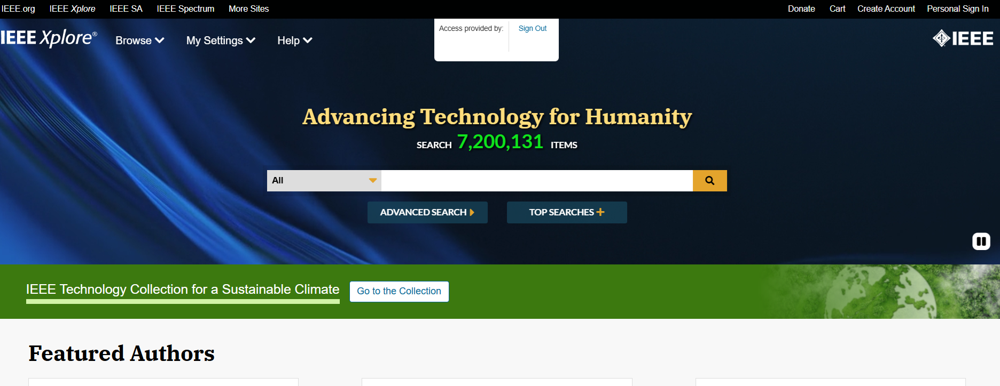 IEEE.org IEEE Xplore IEEE SA IEEE Spectrum More Sites Donate Cart Create Account Personal Sign In
IEEE Xplore® Browse My Settings Help Access provided by: Sign Out IEEE
Advancing Technology for Humanity
SEARCH 7,200,131 ITEMS
All
ADVANCED SEARCH TOP SEARCHES
IEEE Technology Collection for a Sustainable Climate Go to the Collection
Featured Authors